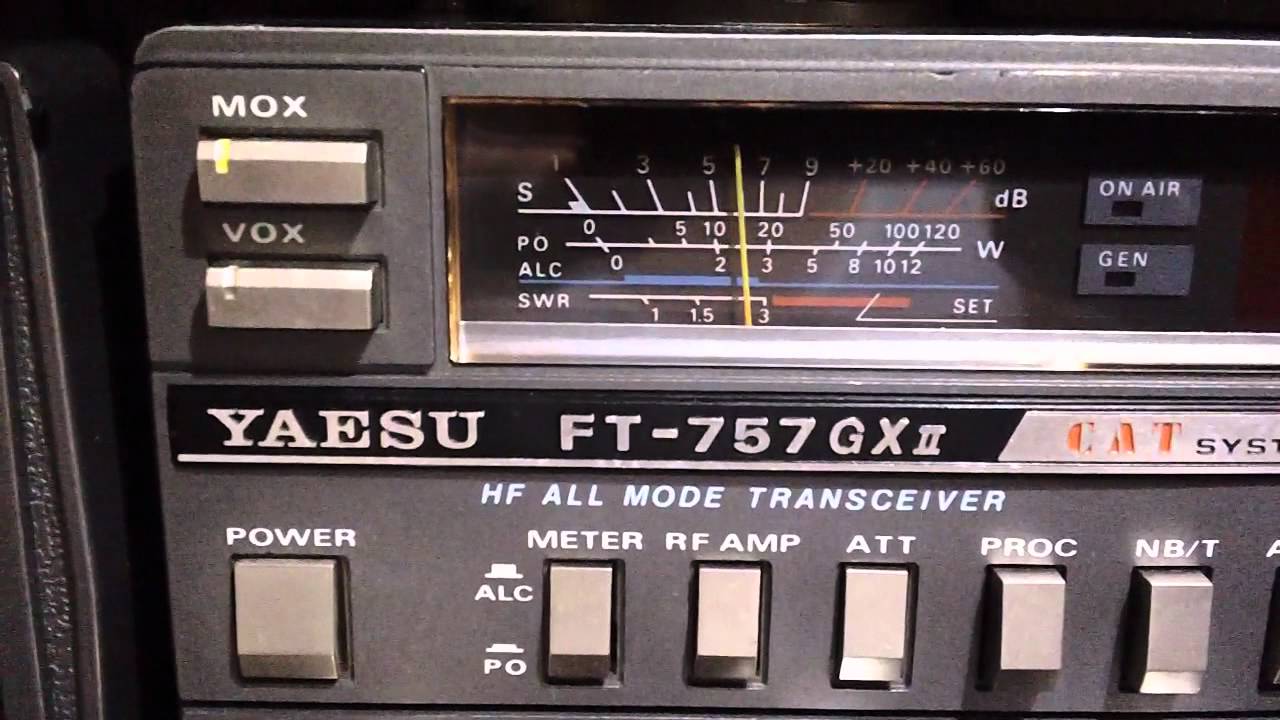 MOX
VOX
1 3 5 7 9 +20 +40 +60
S dB
0 5 10 20 50 100 120
PO W
0 2 3 5 8 10 12
ALC
SWR SET
1 1.5 3
ON AIR
GEN
YAESU FT-757GXII CAT
HF ALL MODE TRANSCEIVER
POWER METER RF AMP ATT PROC NB/T
ALC
PO